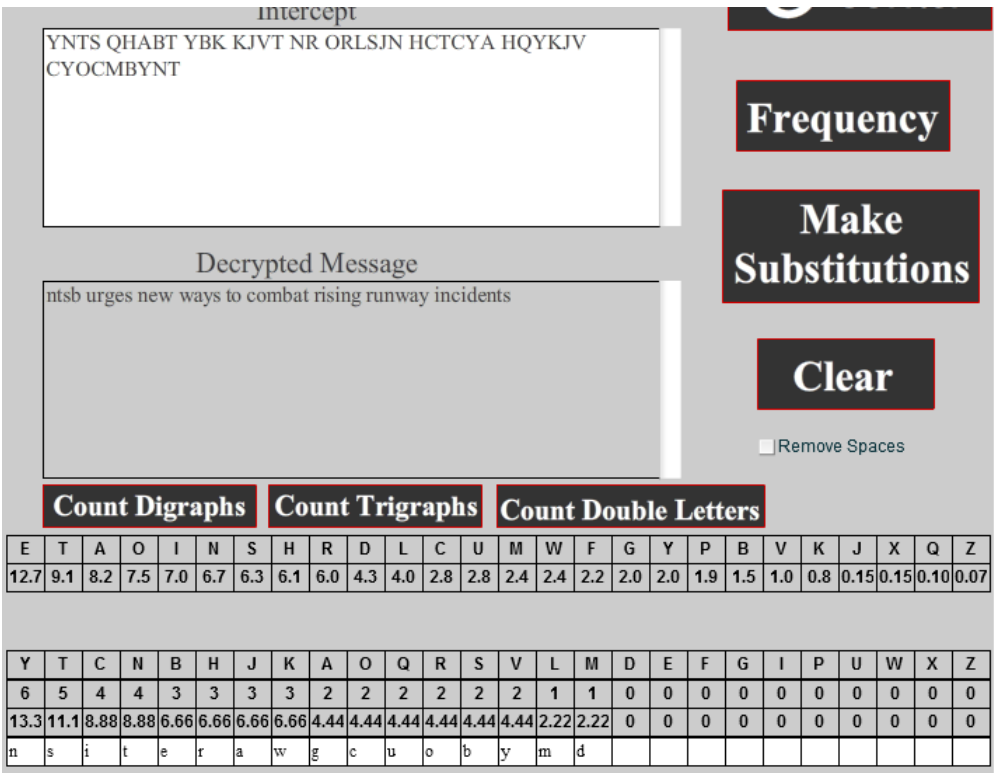 Intercept
YNTS QHABT YBK KJVT NR ORLSJN HCTCYA HQYKJV
CYOCMBYNT
Frequency
Make
Substitutions
Decrypted Message
ntsb urges new ways to combat rising runway incidents
Clear
Remove Spaces
Count Digraphs Count Trigraphs Count Double Letters
E T A O I N S H R D L C U M W F G Y P B V K J X Q Z
12.7 9.1 8.2 7.5 7.0 6.7 6.3 6.1 6.0 4.3 4.0 2.8 2.8 2.4 2.4 2.2 2.0 2.0 1.9 1.5 1.0 0.8 0.15 0.15 0.10 0.07
Y T C N B H J K A O Q R S V L M D E F G I P U W X Z
6 5 4 4 3 3 3 3 2 2 2 2 2 2 1 1 0 0 0 0 0 0 0 0 0 0
13.3 11.1 8.88 8.88 6.66 6.66 6.66 6.66 4.44 4.44 4.44 4.44 4.44 4.44 2.22 2.22 0 0 0 0 0 0 0 0 0 0
n s i t e r a w g c u o b y m d